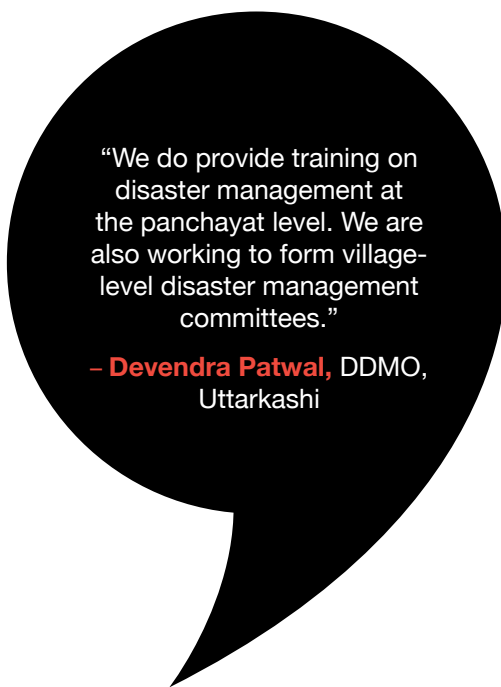 “We do provide training on
disaster management at
the panchayat level. We are
also working to form village-
level disaster management
committees.”
– Devendra Patwal, DDMO,
Uttarkashi